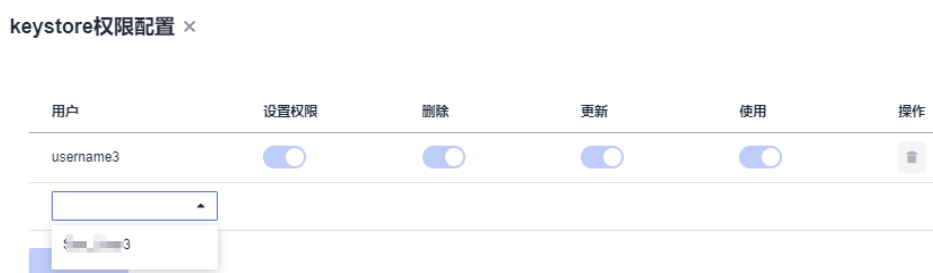 keystore权限配置 ×
用户 设置权限 删除 更新 使用 操作
username3